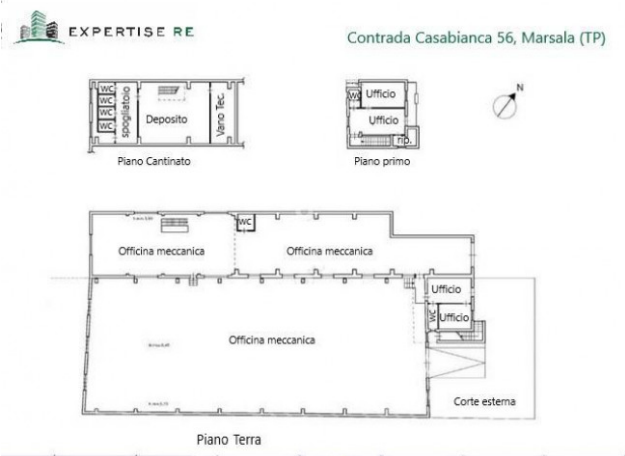 EXPERTISE RE
Contrada Casabianca 56, Marsala (TP)
WC
WC
WC
WC
spogliatoio
Deposito
Vano Tec.
Piano Cantinato
WC
Ufficio
Ufficio
rip.
Piano primo
N
WC
Officina meccanica
Officina meccanica
Officina meccanica
Ufficio
WC
Ufficio
Corte esterna
Piano Terra